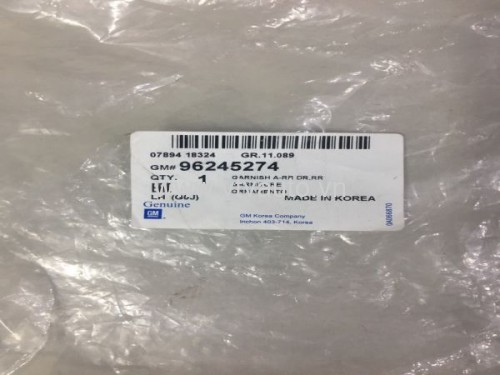 07894 18324 GR.11.089
GM# 96245274
QTY. 1 GARNISH A-RR DR,RR
MADE IN KOREA
Genuine
GM
GM Korea Company
Incheon 403-714, Korea